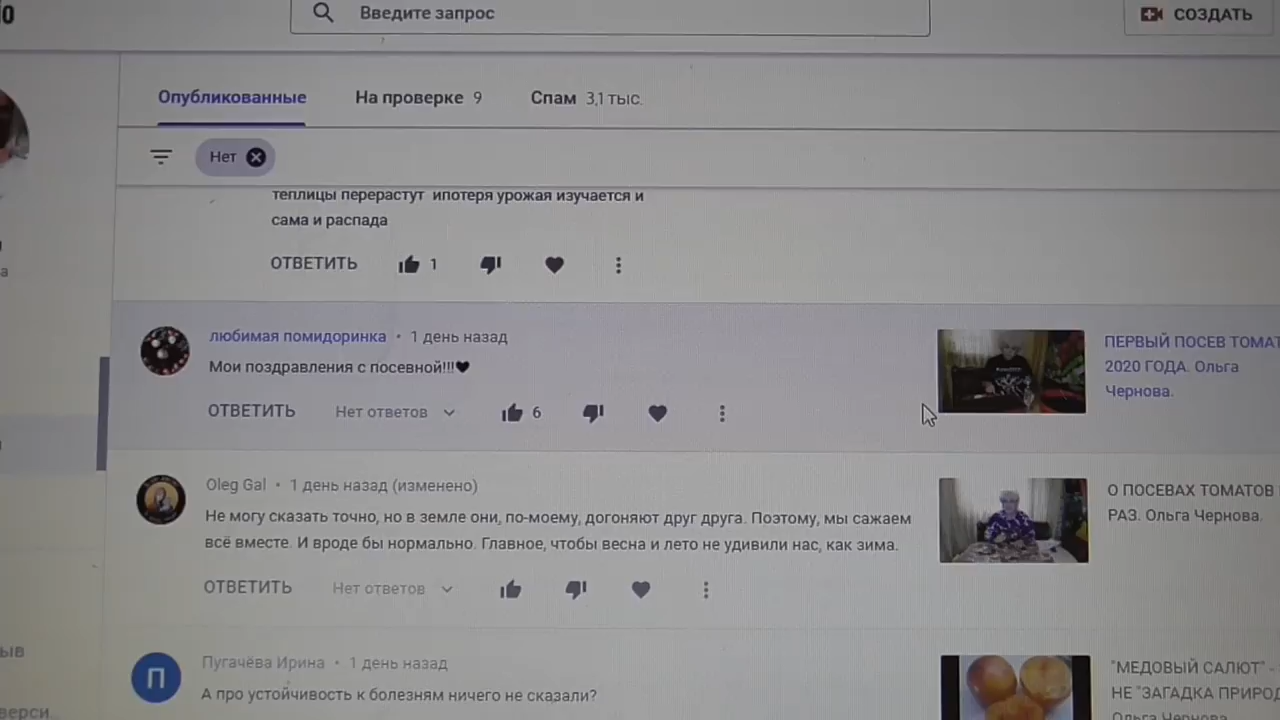 Введите запрос
СОЗДАТЬ
Опубликованные
На проверке 9
Спам 3,1 тыс.
Нет
теплицы перерастут ипотеря урожая изучается и
сама и распада
ОТВЕТИТЬ 1
любимая помидоринка • 1 день назад
Мои поздравления с посевной!!!🖤
ОТВЕТИТЬ Нет ответов 6
ПЕРВЫЙ ПОСЕВ ТОМАТ
2020 ГОДА. Ольга
Чернова.
Oleg Gal • 1 день назад (изменено)
Не могу сказать точно, но в земле они, по-моему, догоняют друг друга. Поэтому, мы сажаем
всё вместе. И вроде бы нормально. Главное, чтобы весна и лето не удивили нас, как зима.
ОТВЕТИТЬ Нет ответов
О ПОСЕВАХ ТОМАТОВ
РАЗ. Ольга Чернова.
П
Пугачёва Ирина • 1 день назад
А про устойчивость к болезням ничего не сказали?
"МЕДОВЫЙ САЛЮТ" -
НЕ "ЗАГАДКА ПРИРОД
Ольга Чернова
ыв
верси